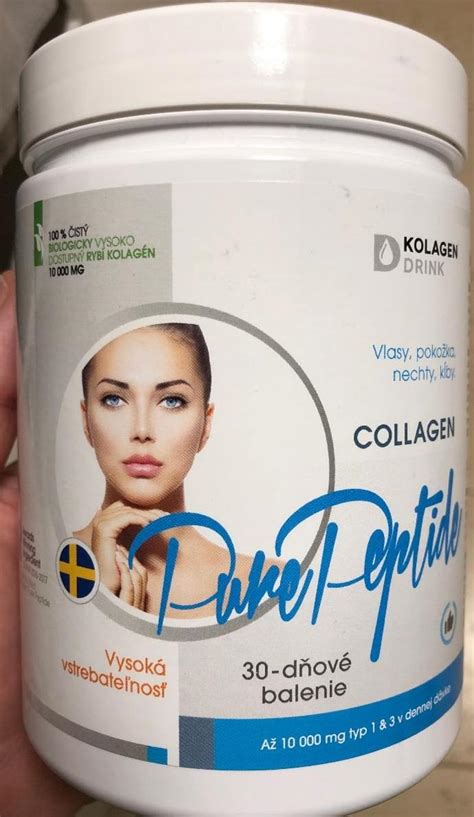 100 % ČISTÝ
BIOLOGICKY VYSOKO
DOSTUPNÝ RYBÍ KOLAGÉN
10 000 MG
KOLAGEN
DRINK
Vlasy, pokožka,
nechty, kĺby.
COLLAGEN
PurePeptide
Vysoká
vstrebateľnosť
30-dňové
balenie
Až 10 000 mg typ 1 & 3 v dennej dávke